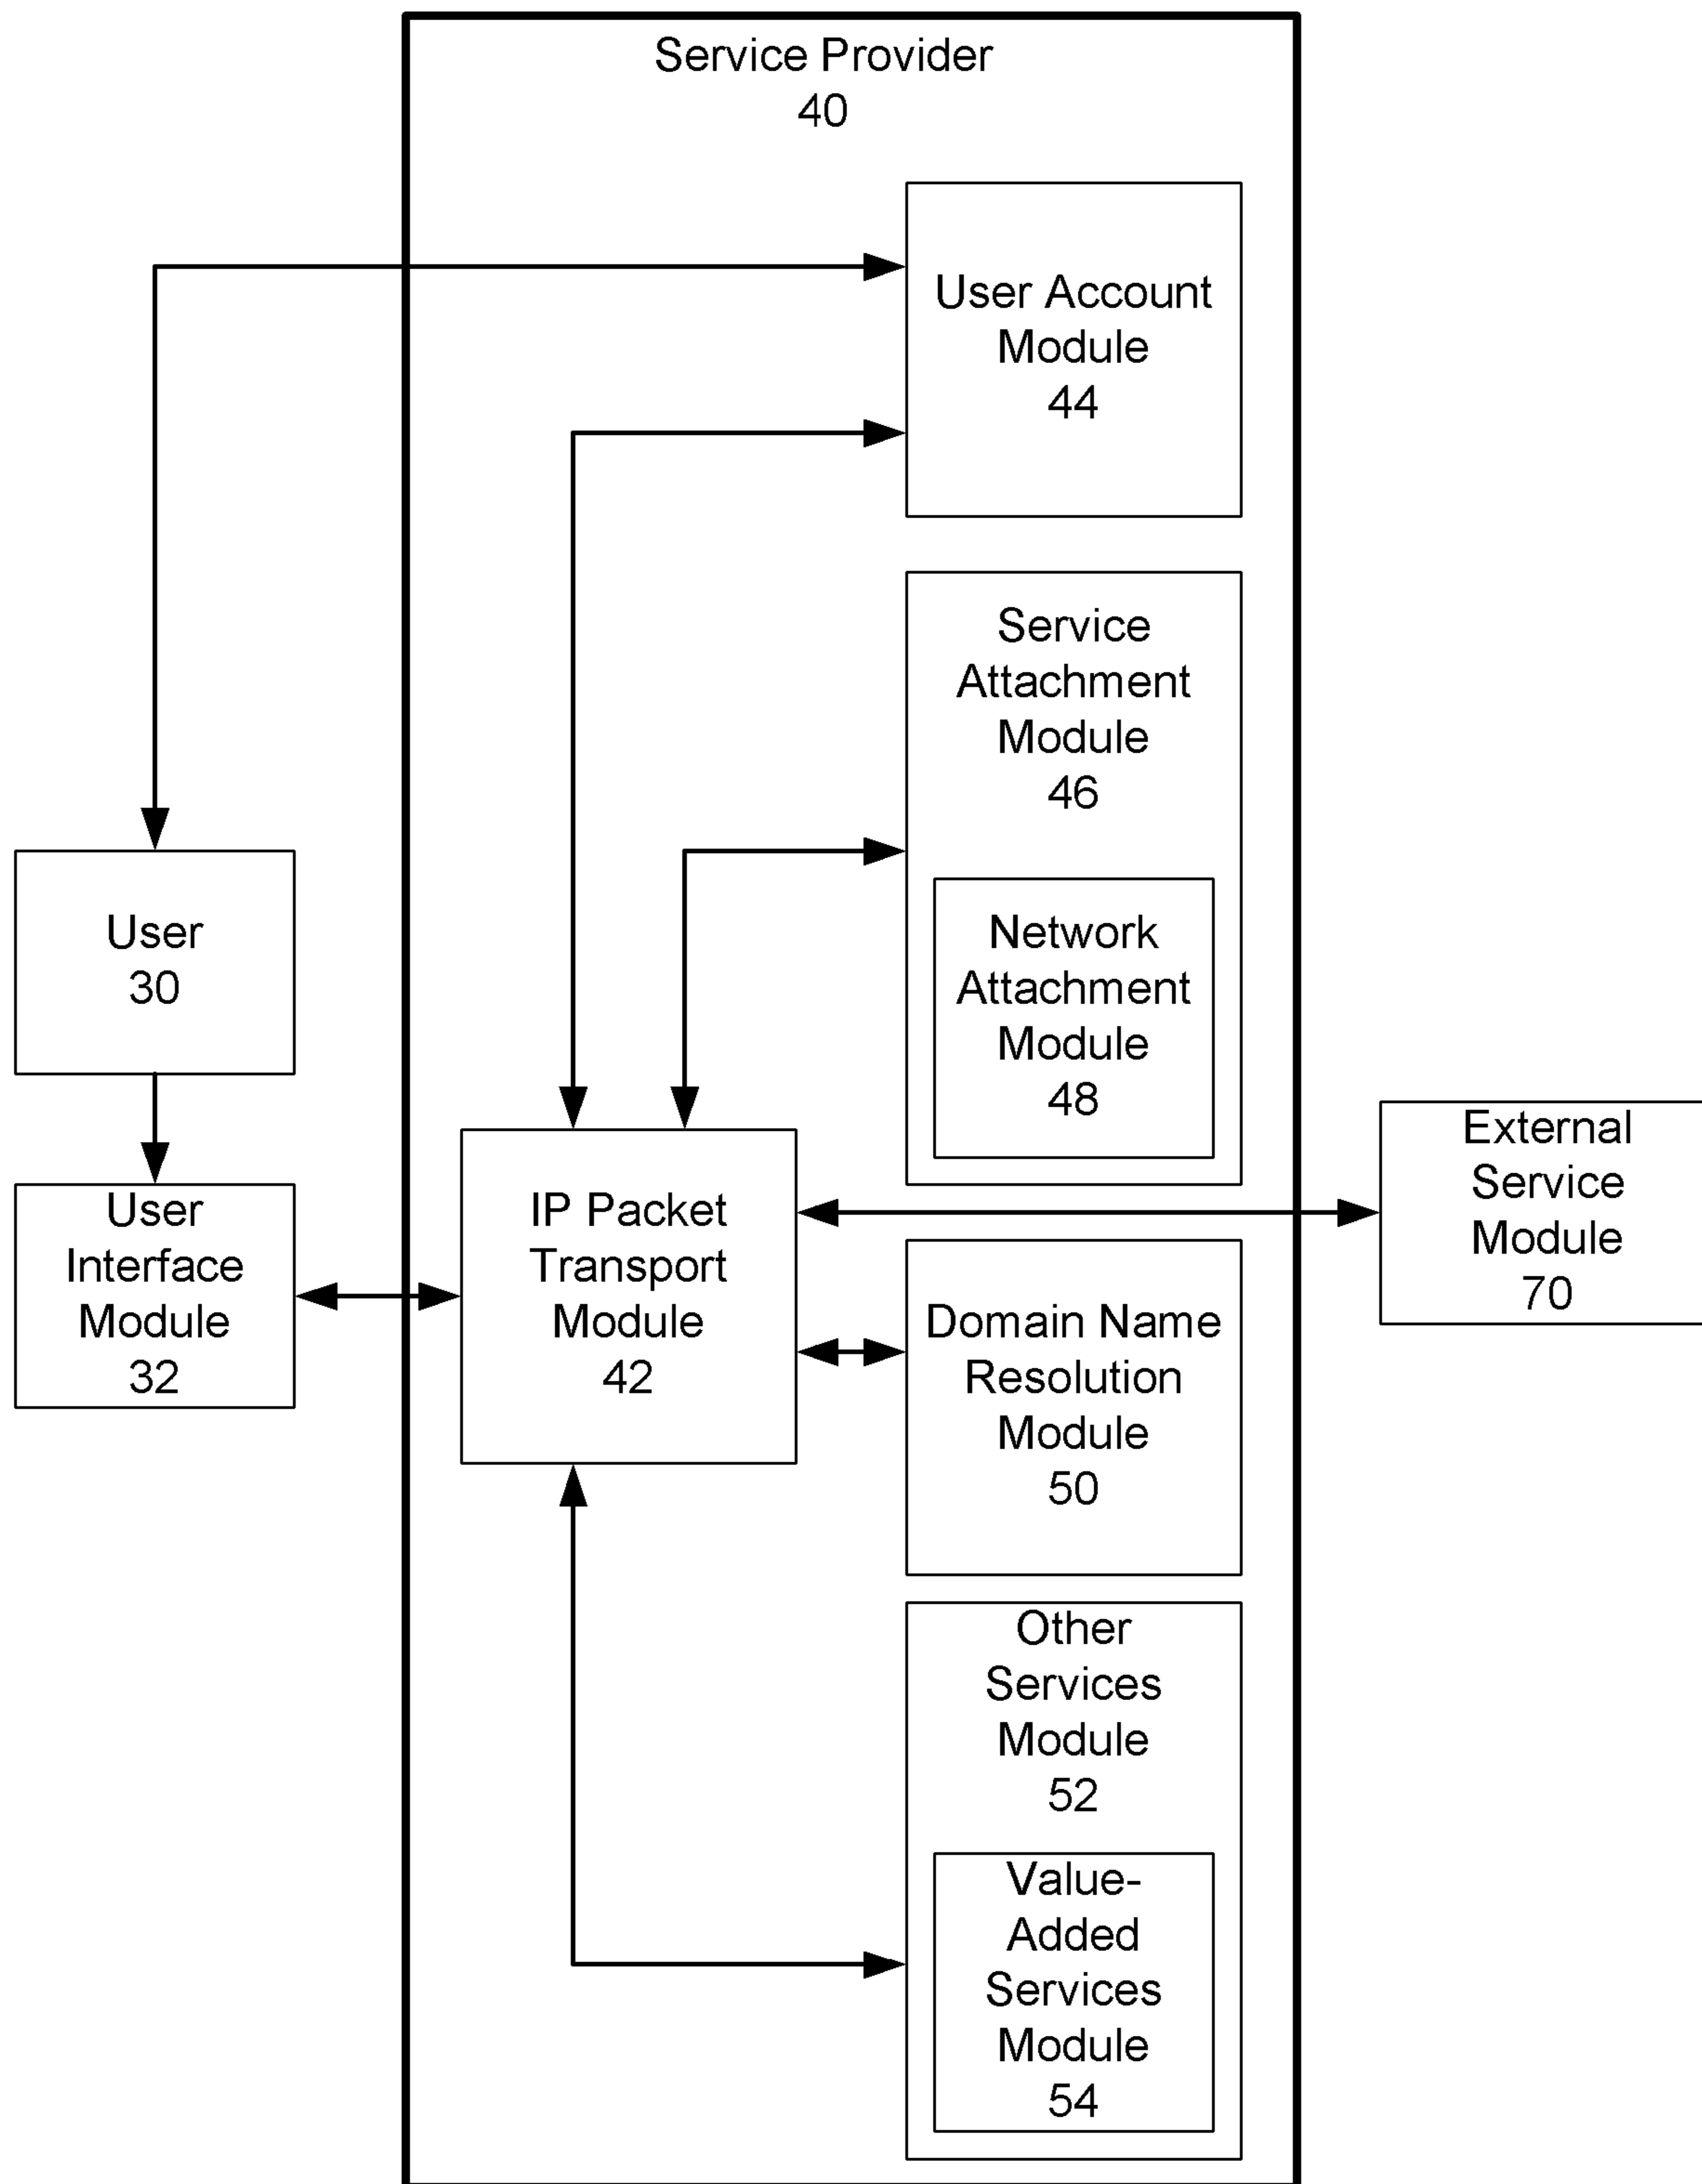 Service Provider
40
User Account
Module
44
Service
Attachment
Module
46
Network
Attachment
Module
48
User
30
User
Interface
Module
32
IP Packet
Transport
Module
42
External
Service
Module
70
Domain Name
Resolution
Module
50
Other
Services
Module
52
Value-
Added
Services
Module
54